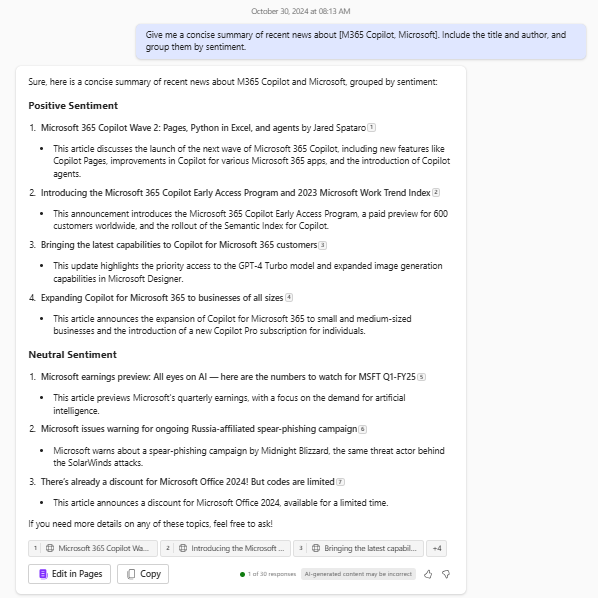 October 30, 2024 at 08:13 AM
Give me a concise summary of recent news about [M365 Copilot, Microsoft]. Include the title and author, and
group them by sentiment.
Sure, here is a concise summary of recent news about M365 Copilot and Microsoft, grouped by sentiment:
Positive Sentiment
1. Microsoft 365 Copilot Wave 2: Pages, Python in Excel, and agents by Jared Spataro 1
• This article discusses the launch of the next wave of Microsoft 365 Copilot, including new features like
Copilot Pages, improvements in Copilot for various Microsoft 365 apps, and the introduction of Copilot
agents.
2. Introducing the Microsoft 365 Copilot Early Access Program and 2023 Microsoft Work Trend Index 2
• This announcement introduces the Microsoft 365 Copilot Early Access Program, a paid preview for 600
customers worldwide, and the rollout of the Semantic Index for Copilot.
3. Bringing the latest capabilities to Copilot for Microsoft 365 customers 3
• This update highlights the priority access to the GPT-4 Turbo model and expanded image generation
capabilities in Microsoft Designer.
4. Expanding Copilot for Microsoft 365 to businesses of all sizes 4
• This article announces the expansion of Copilot for Microsoft 365 to small and medium-sized
businesses and the introduction of a new Copilot Pro subscription for individuals.
Neutral Sentiment
1. Microsoft earnings preview: All eyes on AI — here are the numbers to watch for MSFT Q1-FY25 5
• This article previews Microsoft's quarterly earnings, with a focus on the demand for artificial
intelligence.
2. Microsoft issues warning for ongoing Russia-affiliated spear-phishing campaign 6
• Microsoft warns about a spear-phishing campaign by Midnight Blizzard, the same threat actor behind
the SolarWinds attacks.
3. There's already a discount for Microsoft Office 2024! But codes are limited 7
• This article announces a discount for Microsoft Office 2024, available for a limited time.
If you need more details on any of these topics, feel free to ask!
1 Microsoft 365 Copilot Wa... 2 Introducing the Microsoft ... 3 Bringing the latest capabil... +4
Edit in Pages Copy 1 of 30 responses AI-generated content may be incorrect